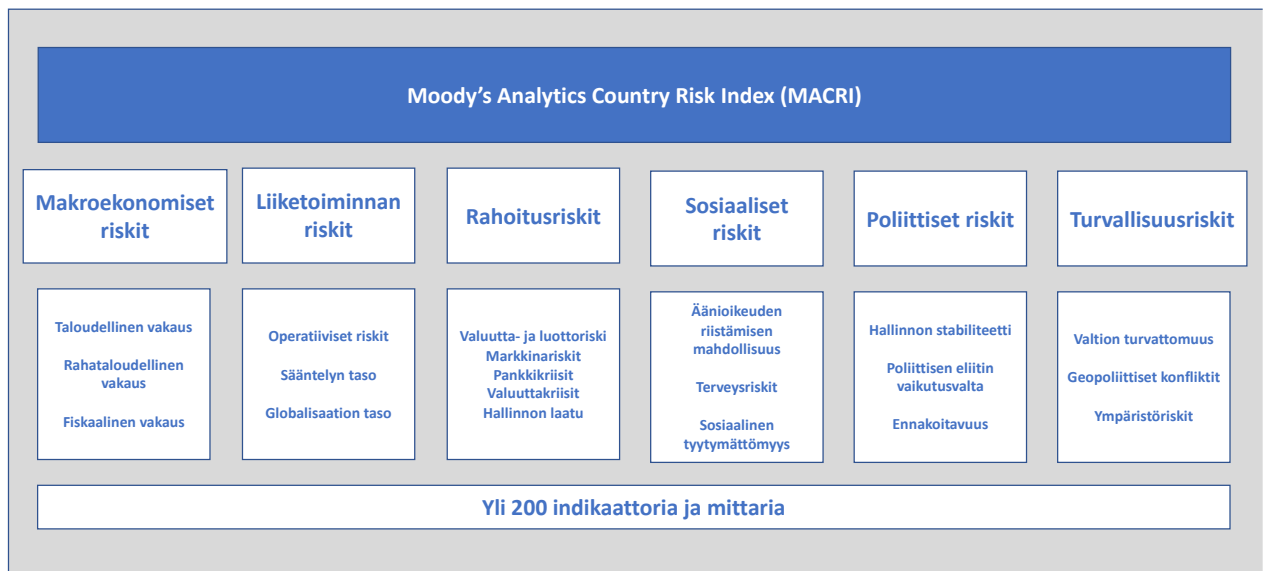 Moody’s Analytics Country Risk Index (MACRI)
Makroekonomiset
riskit
Liiketoiminnan
riskit
Rahoitusriskit
Sosiaaliset
riskit
Poliittiset riskit
Turvallisuusriskit
Taloudellinen vakaus
Rahataloudellinen
vakaus
Fiskaalinen vakaus
Operatiiviset riskit
Sääntelyn taso
Globalisaation taso
Valuutta- ja luottoriski
Markkinariskit
Pankkikriisit
Valuuttakriisit
Hallinnon laatu
Äänioikeuden
riistämisen
mahdollisuus
Terveysriskit
Sosiaalinen
tyytymättömyys
Hallinnon stabiliteetti
Poliittisen eliitin
vaikutusvalta
Ennakoitavuus
Valtion turvattomuus
Geopoliittiset konfliktit
Ympäristöriskit
Yli 200 indikaattoria ja mittaria